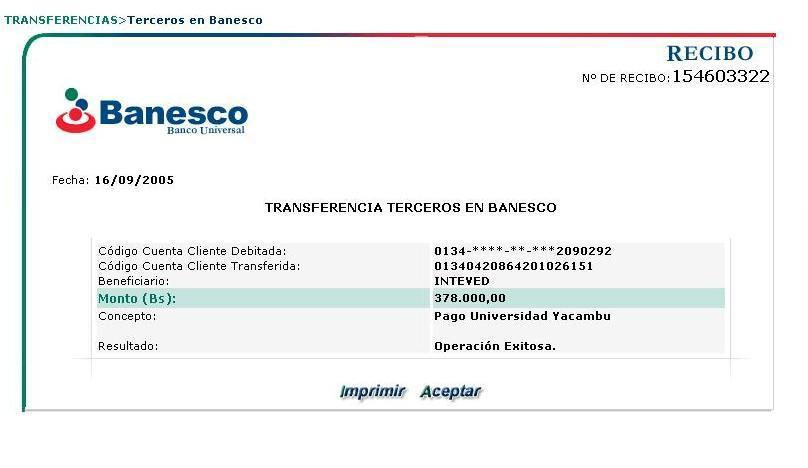 TRANSFERENCIAS>Terceros en Banesco
RECIBO
Nº DE RECIBO:154603322
Banesco
Banco Universal
Fecha: 16/09/2005
TRANSFERENCIA TERCEROS EN BANESCO
Código Cuenta Cliente Debitada: 0134-****-**-***2090292
Código Cuenta Cliente Transferida: 01340420864201026151
Beneficiario: INTEVED
Monto (Bs): 378.000,00
Concepto: Pago Universidad Yacambu
Resultado: Operación Exitosa.
Imprimir Aceptar